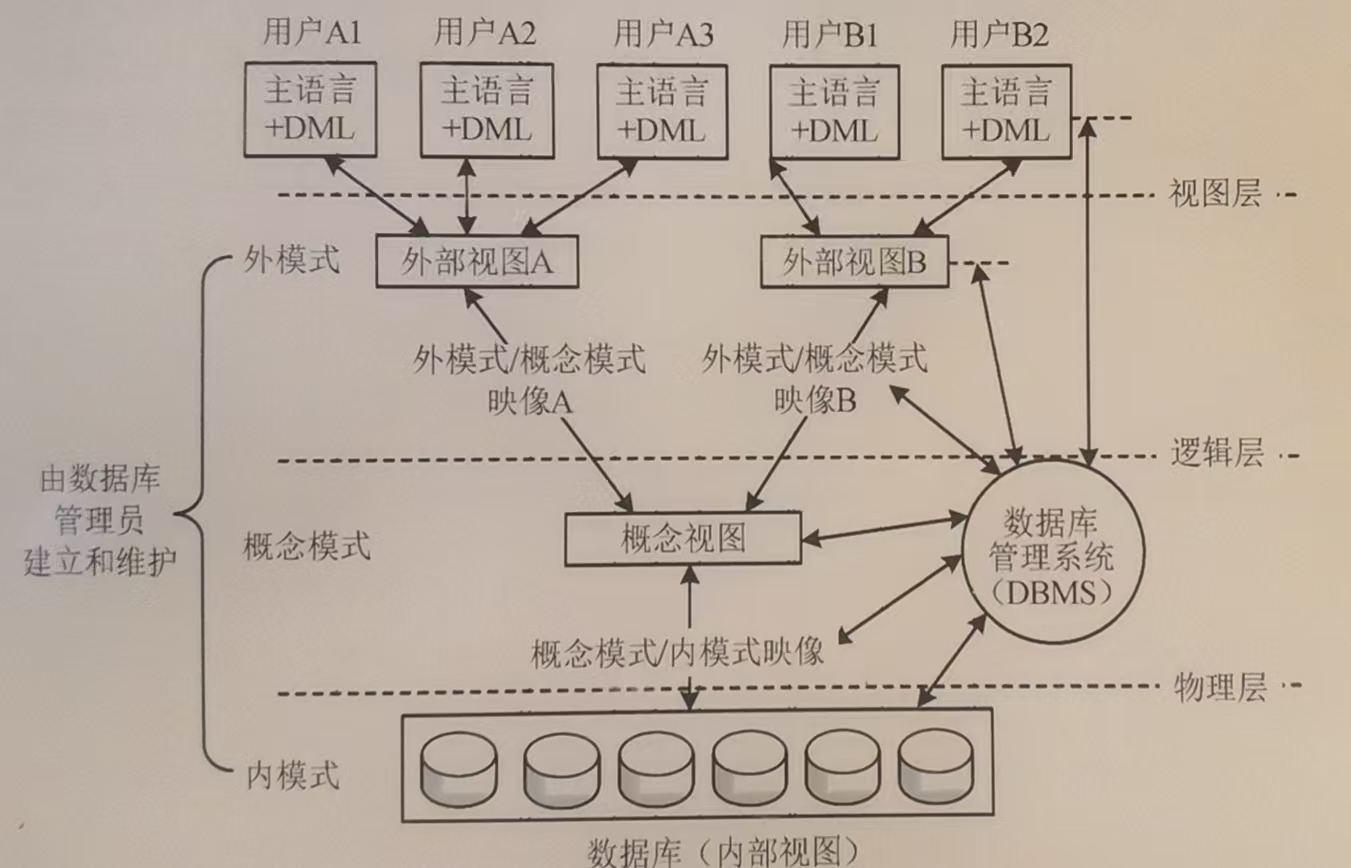 用户A1
用户A2
用户A3
用户B1
用户B2
主语言
+DML
主语言
+DML
主语言
+DML
主语言
+DML
主语言
+DML
视图层
外模式
外部视图A
外部视图B
外模式/概念模式
映像A
外模式/概念模式
映像B
逻辑层
由数据库
管理员
建立和维护
概念模式
概念视图
数据库
管理系统
（DBMS）
概念模式/内模式映像
物理层
内模式
数据库（内部视图）